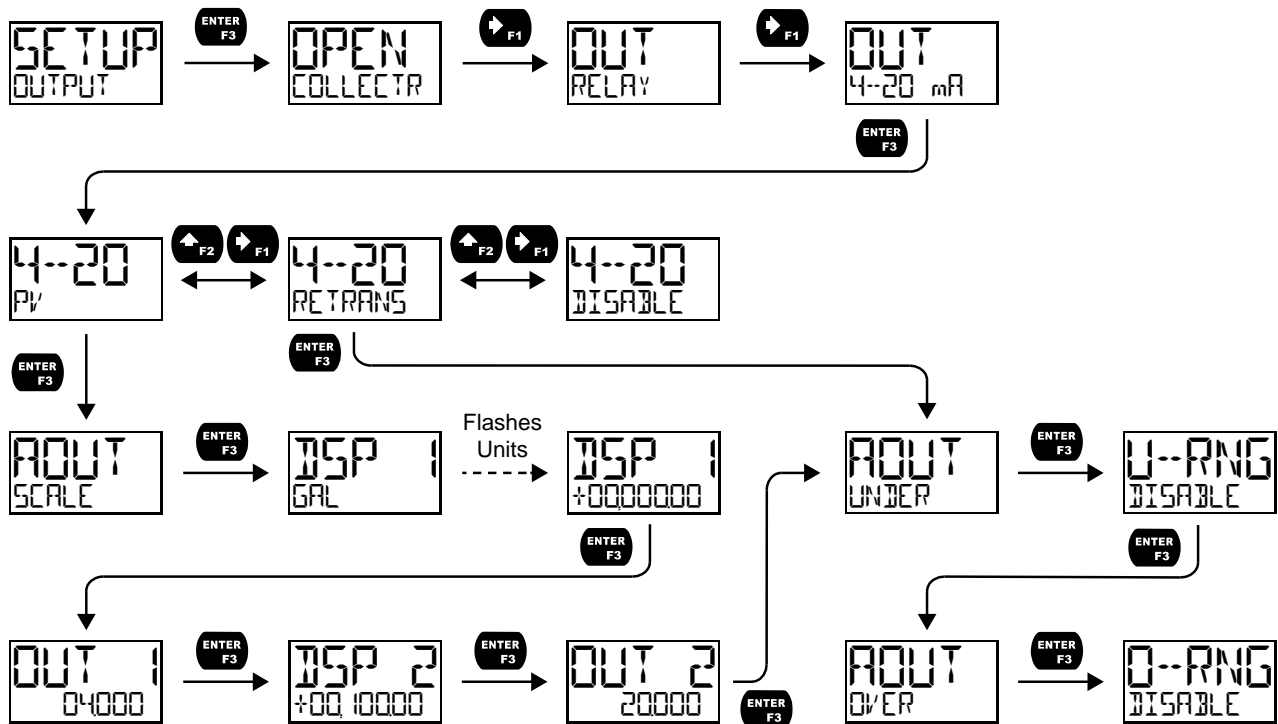 ENTER F3
F1
F1
SETUP
OUTPUT
OPEN
COLLECTR
OUT
RELAY
OUT
4--20 mA
ENTER F3
F2 F1
F2 F1
4--20
PV
4--20
RETRANS
4--20
DISABLE
ENTER F3
ENTER F3
AOUT
SCALE
ENTER F3
DSP 1
GAL
Flashes
Units
DSP 1
+00,000.00
AOUT
UNDER
ENTER F3
U--RNG
DISABLE
ENTER F3
ENTER F3
OUT 1
04.000
ENTER F3
DSP 2
+00,100.00
ENTER F3
OUT 2
20.000
ENTER F3
AOUT
OVER
ENTER F3
O--RNG
DISABLE